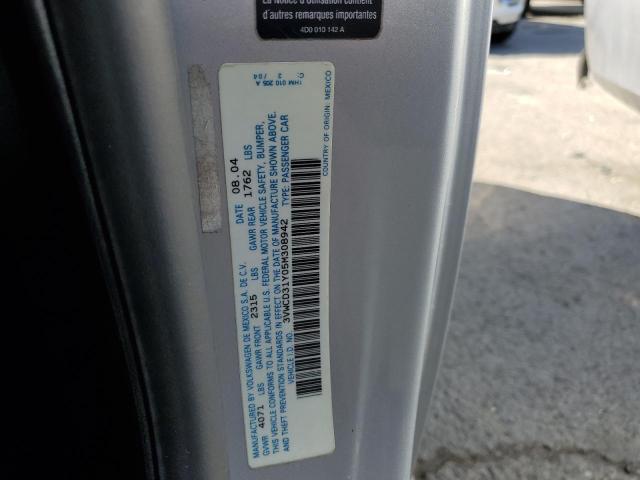 La Notice d'Utilisation contient
d'autres remarques importantes
4D0 010 142 A
1HM 010 205 A
C: 2 /04
MANUFACTURED BY VOLKSWAGEN DE MEXICO S.A. DE C.V. DATE 08.04
GVWR 4071 LBS GAWR FRONT 2315 LBS GAWR REAR 1762 LBS
THIS VEHICLE CONFORMS TO ALL APPLICABLE U.S. FEDERAL MOTOR VEHICLE SAFETY, BUMPER,
AND THEFT PREVENTION STANDARDS IN EFFECT ON THE DATE OF MANUFACTURE SHOWN ABOVE.
VEHICLE I.D. NO.: 3VWCD31Y05M308942 TYPE: PASSENGER CAR
COUNTRY OF ORIGIN: MEXICO